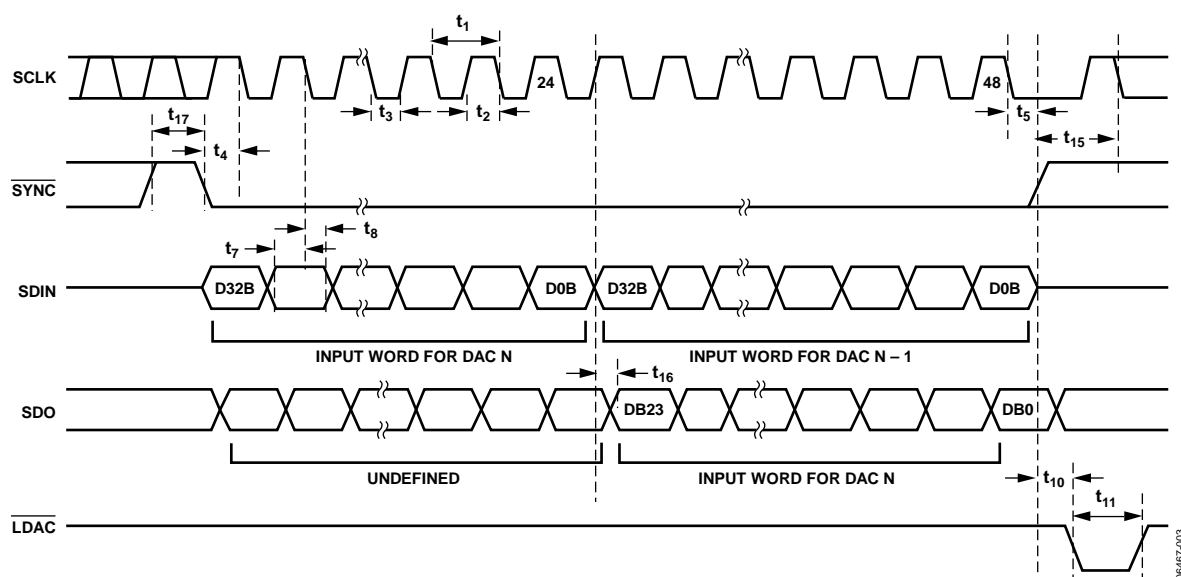 t1
SCLK
24
48
t3
t2
t5
t17
t4
t15
SYNC
t8
t7
SDIN
D32B
D0B
D32B
D0B
INPUT WORD FOR DAC N
INPUT WORD FOR DAC N – 1
t16
SDO
DB23
DB0
UNDEFINED
INPUT WORD FOR DAC N
t10
t11
LDAC
06467-003